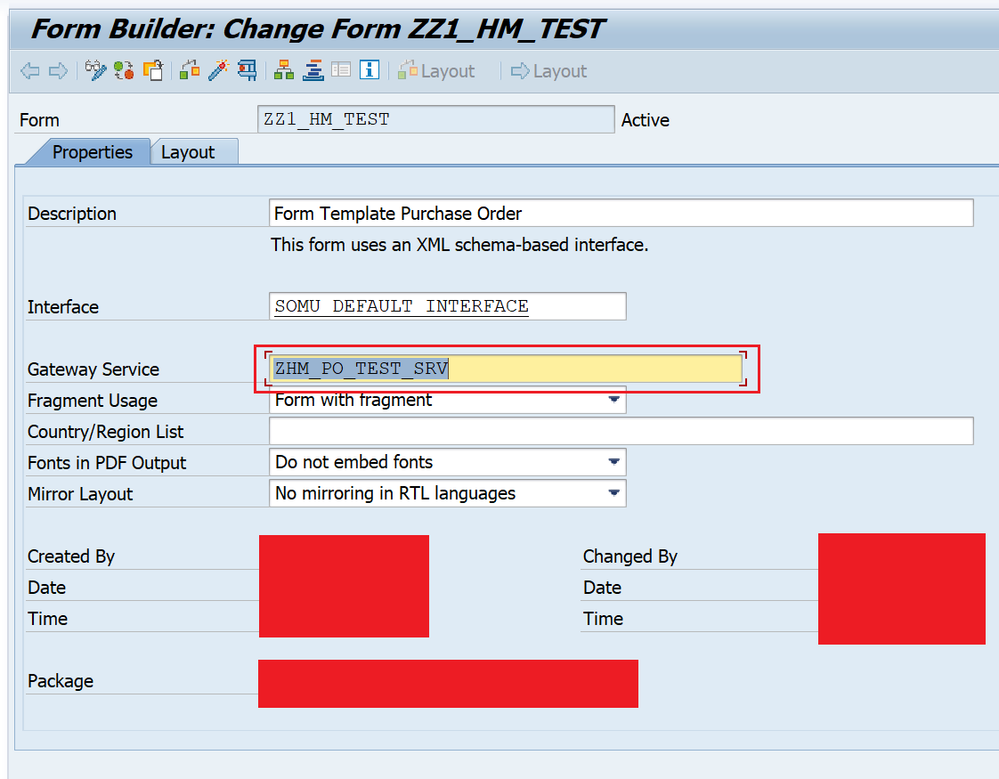 Form Builder: Change Form ZZ1_HM_TEST
Layout Layout
Form ZZ1_HM_TEST Active
Properties Layout
Description Form Template Purchase Order
This form uses an XML schema-based interface.
Interface SOMU_DEFAULT_INTERFACE
Gateway Service ZHM_PO_TEST_SRV
Fragment Usage Form with fragment
Country/Region List
Fonts in PDF Output Do not embed fonts
Mirror Layout No mirroring in RTL languages
Created By Changed By
Date Date
Time Time
Package